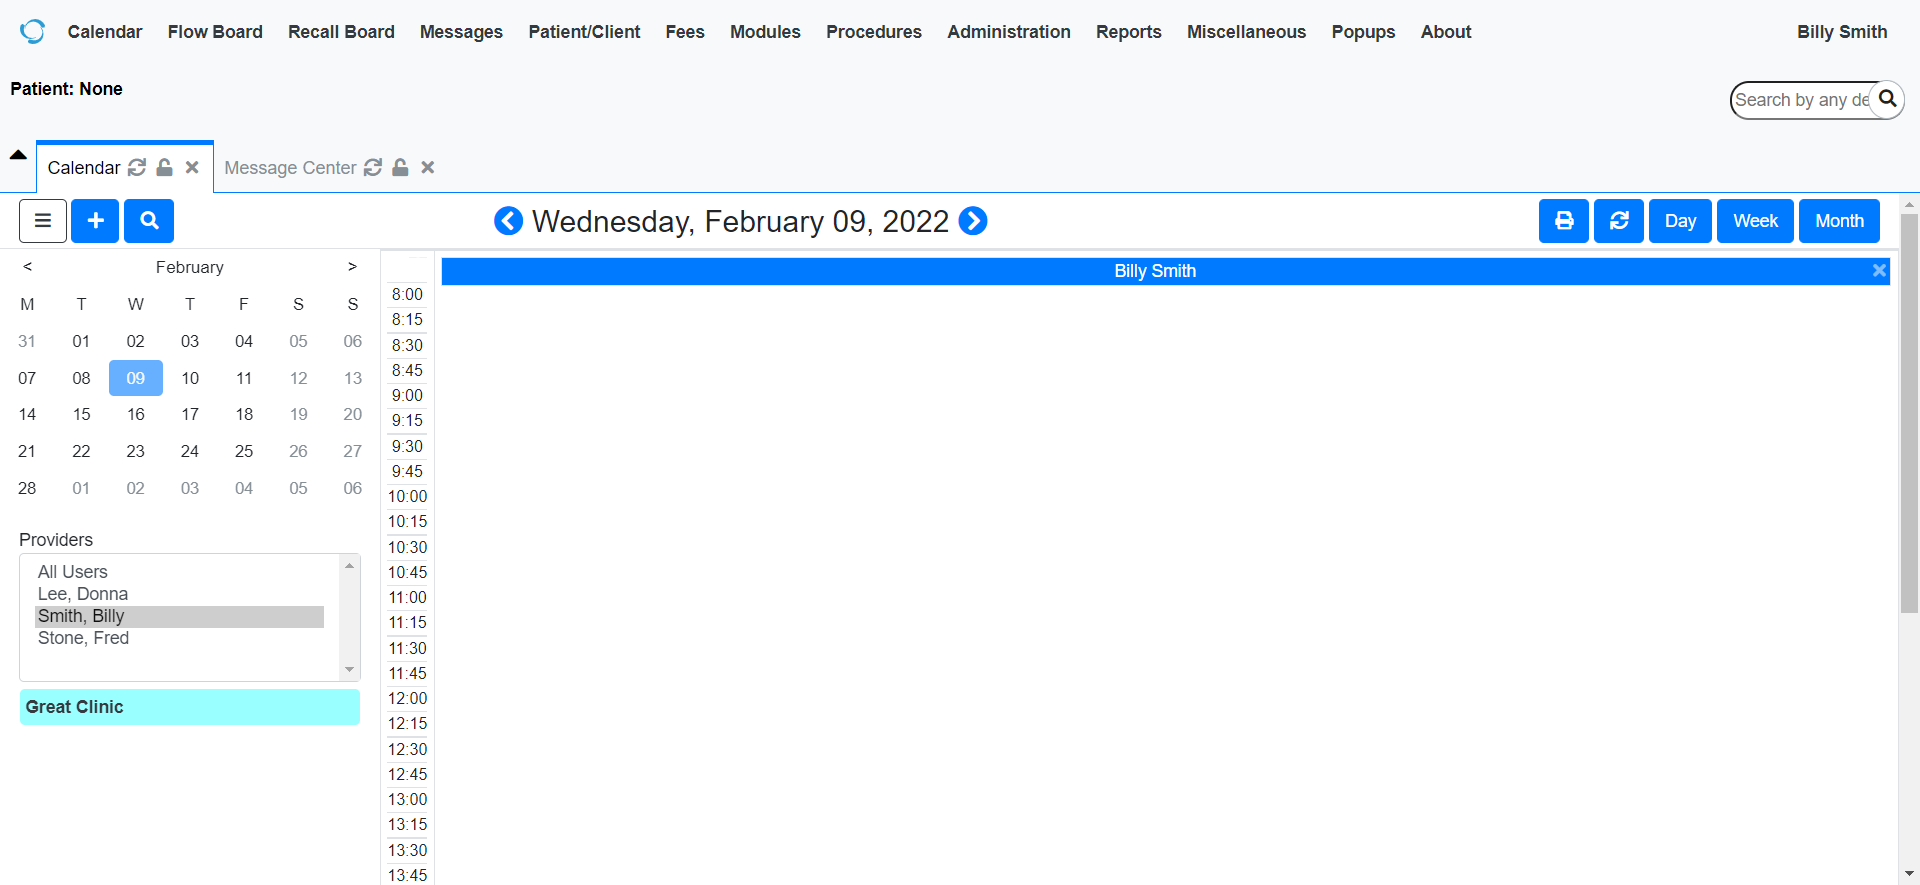 Calendar Flow Board Recall Board Messages Patient/Client Fees Modules Procedures Administration Reports Miscellaneous Popups About Billy Smith
Patient: None
Search by any de
Calendar Message Center
Wednesday, February 09, 2022
Day Week Month
< February >
M T W T F S S
31 01 02 03 04 05 06
07 08 09 10 11 12 13
14 15 16 17 18 19 20
21 22 23 24 25 26 27
28 01 02 03 04 05 06
Providers
All Users
Lee, Donna
Smith, Billy
Stone, Fred
Great Clinic
Billy Smith
8:00
8:15
8:30
8:45
9:00
9:15
9:30
9:45
10:00
10:15
10:30
10:45
11:00
11:15
11:30
11:45
12:00
12:15
12:30
12:45
13:00
13:15
13:30
13:45